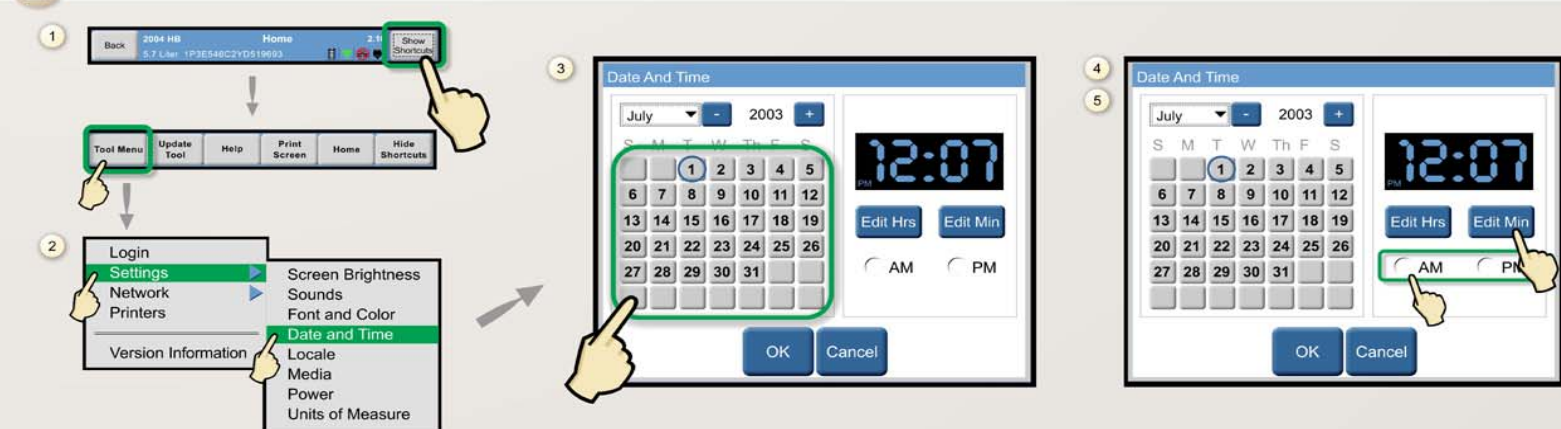 1
Back
2004 HB Home 2.10
5.7 Liter 1P3E546C2YD519693
Show
Shortcuts
Tool Menu
Update
Tool
Help
Print
Screen
Home
Hide
Shortcuts
2
Login
Settings
Network
Printers
Version Information
Screen Brightness
Sounds
Font and Color
Date and Time
Locale
Media
Power
Units of Measure
3
Date And Time
July - 2003 +
S M T W Th F S
1 2 3 4 5
6 7 8 9 10 11 12
13 14 15 16 17 18 19
20 21 22 23 24 25 26
27 28 29 30 31
PM 12:07
Edit Hrs Edit Min
AM PM
OK Cancel
4
5
Date And Time
July - 2003 +
S M T W Th F S
1 2 3 4 5
6 7 8 9 10 11 12
13 14 15 16 17 18 19
20 21 22 23 24 25 26
27 28 29 30 31
PM 12:07
Edit Hrs Edit Min
AM PM
OK Cancel